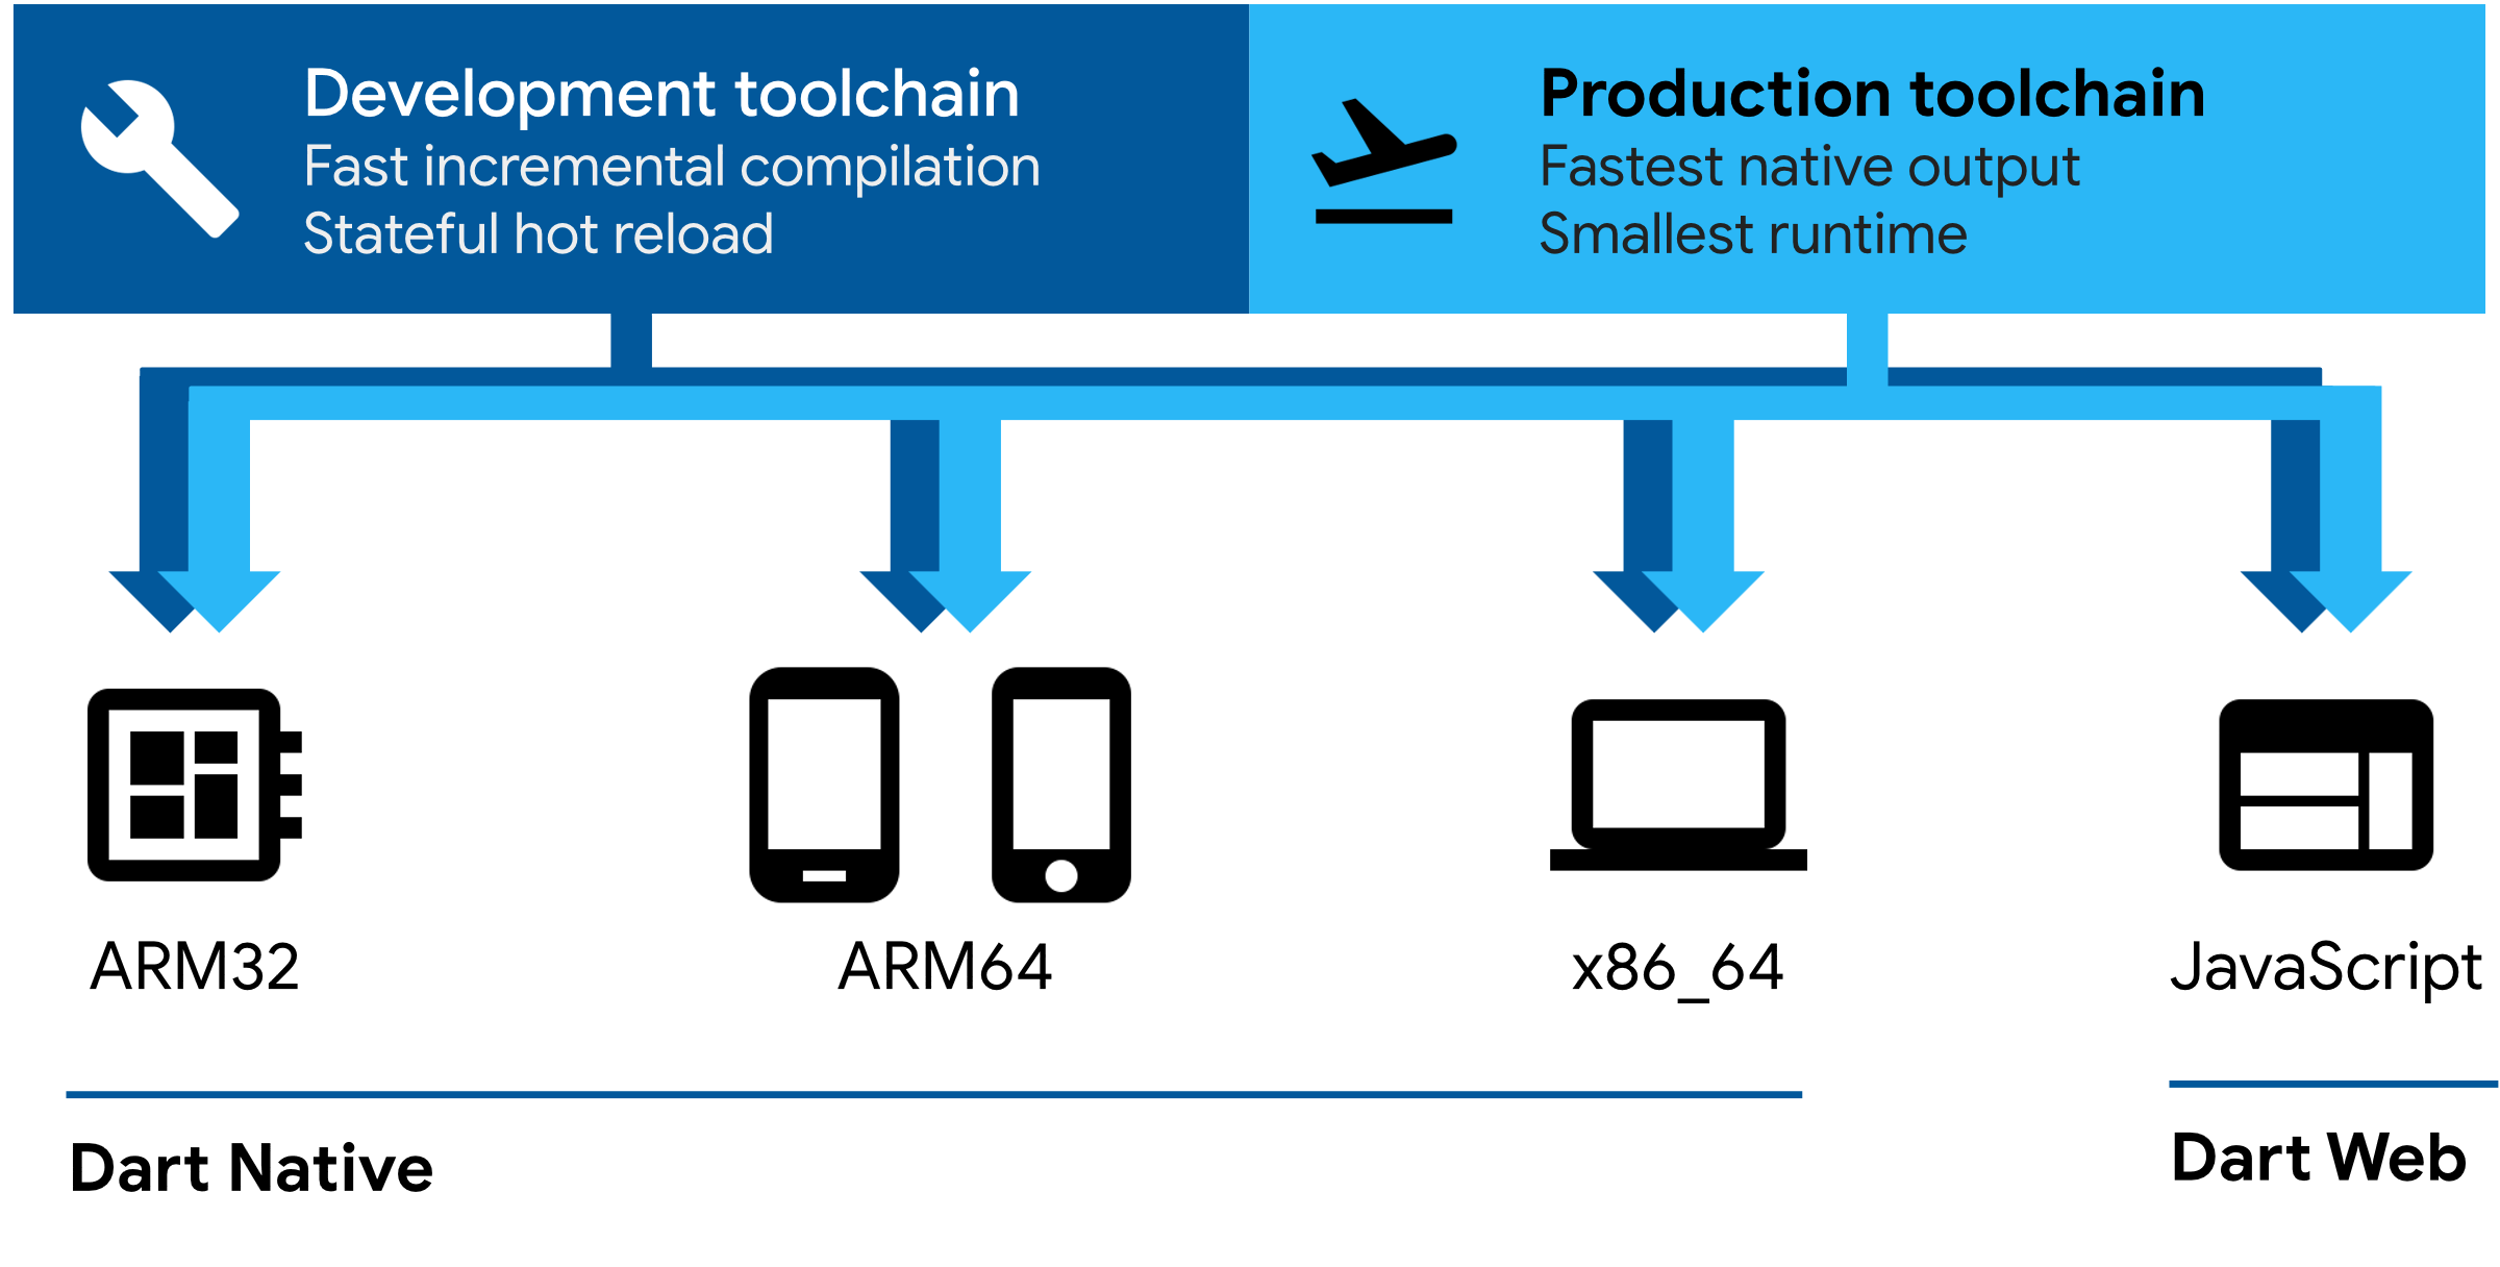 Development toolchain
Fast incremental compilation
Stateful hot reload
Production toolchain
Fastest native output
Smallest runtime
ARM32
ARM64
x86_64
JavaScript
Dart Native
Dart Web